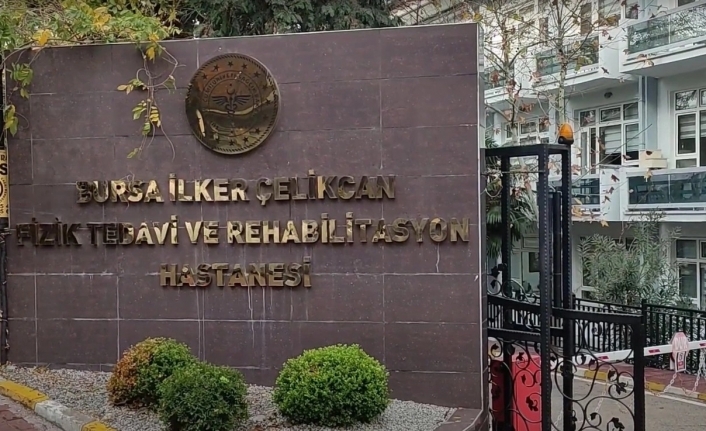 BURSA İLKER ÇELİKCAN
FİZİK TEDAVİ VE REHABİLİTASYON
HASTANESİ